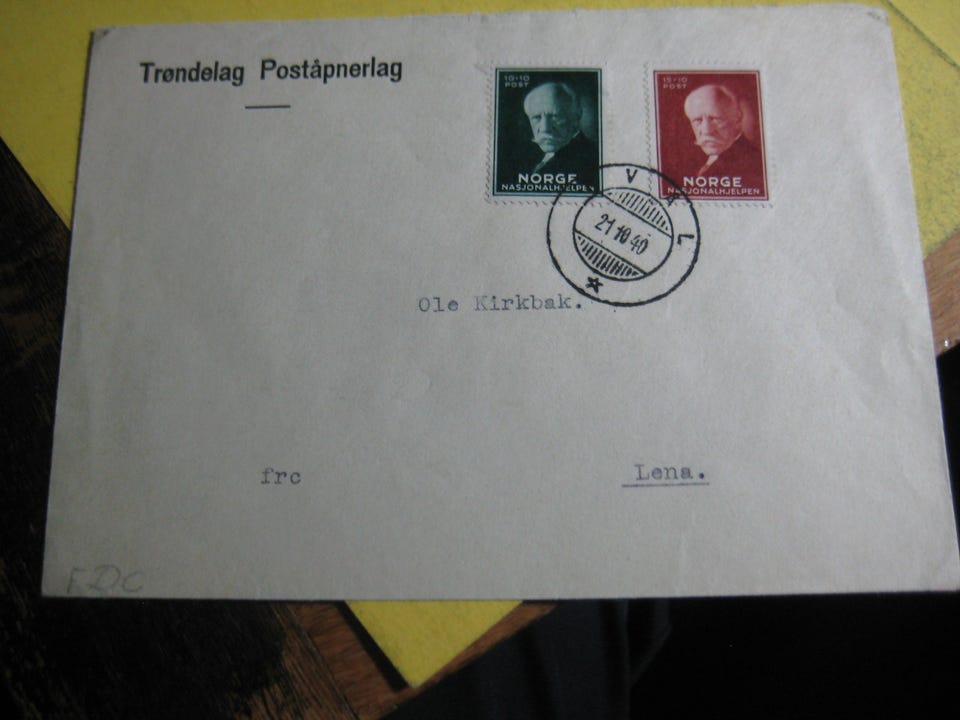 Trøndelag Poståpnerlag
10+10
POST
NORGE
NASJONALHJELPEN
15+10
POST
NORGE
NASJONALHJELPEN
VAL
21 10 40
Ole Kirkbak.
frc
Lena.
FDC